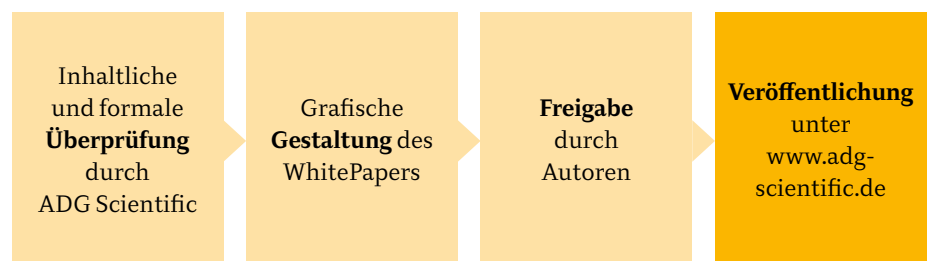 Inhaltliche
und formale
Überprüfung
durch
ADG Scientific
Grafische
Gestaltung des
WhitePapers
Freigabe
durch
Autoren
Veröffentlichung
unter
www.adg-
scientific.de